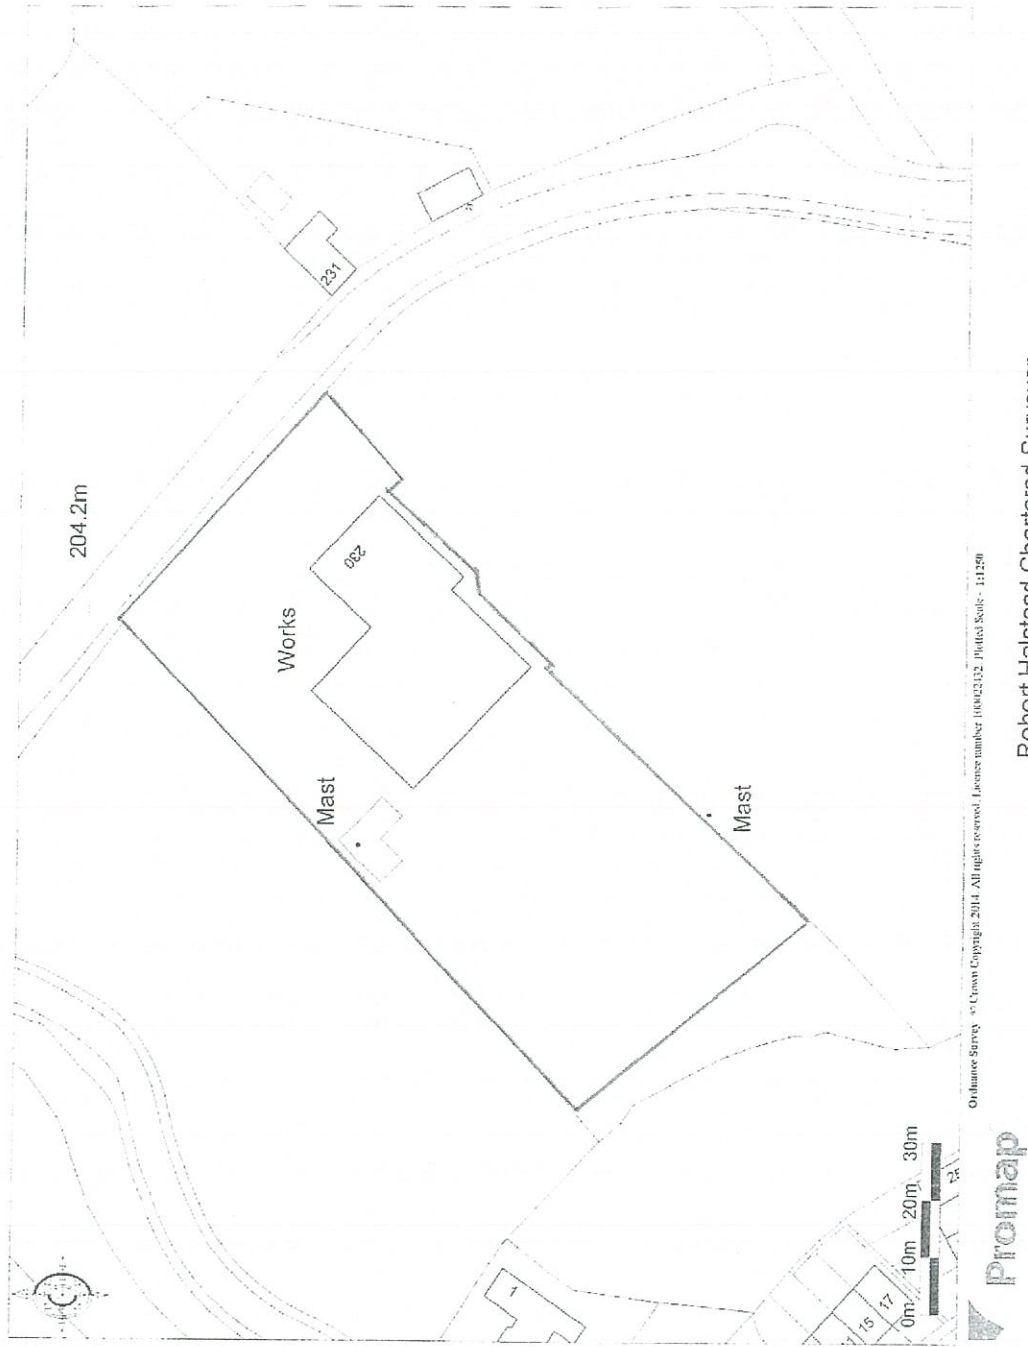 204.2m
231
230
Works
Mast
Mast
1
15
17
0m 10m 20m 30m
Promap
Ordnance Survey © Crown Copyright 2014. All rights reserved. Licence number 100022432. Plotted Scale - 1:1250
Robert Halstead Chartered Surveyor